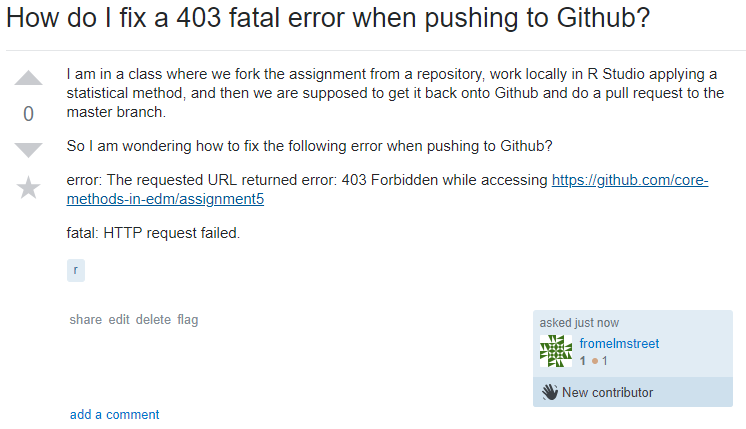 How do I fix a 403 fatal error when pushing to Github?
I am in a class where we fork the assignment from a repository, work locally in R Studio applying a
statistical method, and then we are supposed to get it back onto Github and do a pull request to the
master branch.
0
So I am wondering how to fix the following error when pushing to Github?
error: The requested URL returned error: 403 Forbidden while accessing https://github.com/core-
methods-in-edm/assignment5
fatal: HTTP request failed.
r
share edit delete flag
asked just now
fromelmstreet
1 1
New contributor
add a comment